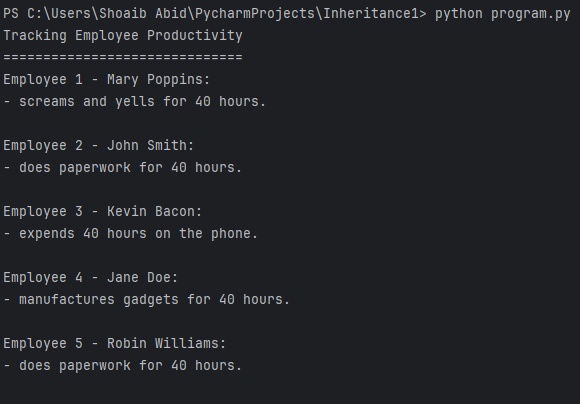 PS C:\Users\Shoaib Abid\PycharmProjects\Inheritance1> python program.py
Tracking Employee Productivity
==============================
Employee 1 - Mary Poppins:
- screams and yells for 40 hours.
Employee 2 - John Smith:
- does paperwork for 40 hours.
Employee 3 - Kevin Bacon:
- expends 40 hours on the phone.
Employee 4 - Jane Doe:
- manufactures gadgets for 40 hours.
Employee 5 - Robin Williams:
- does paperwork for 40 hours.